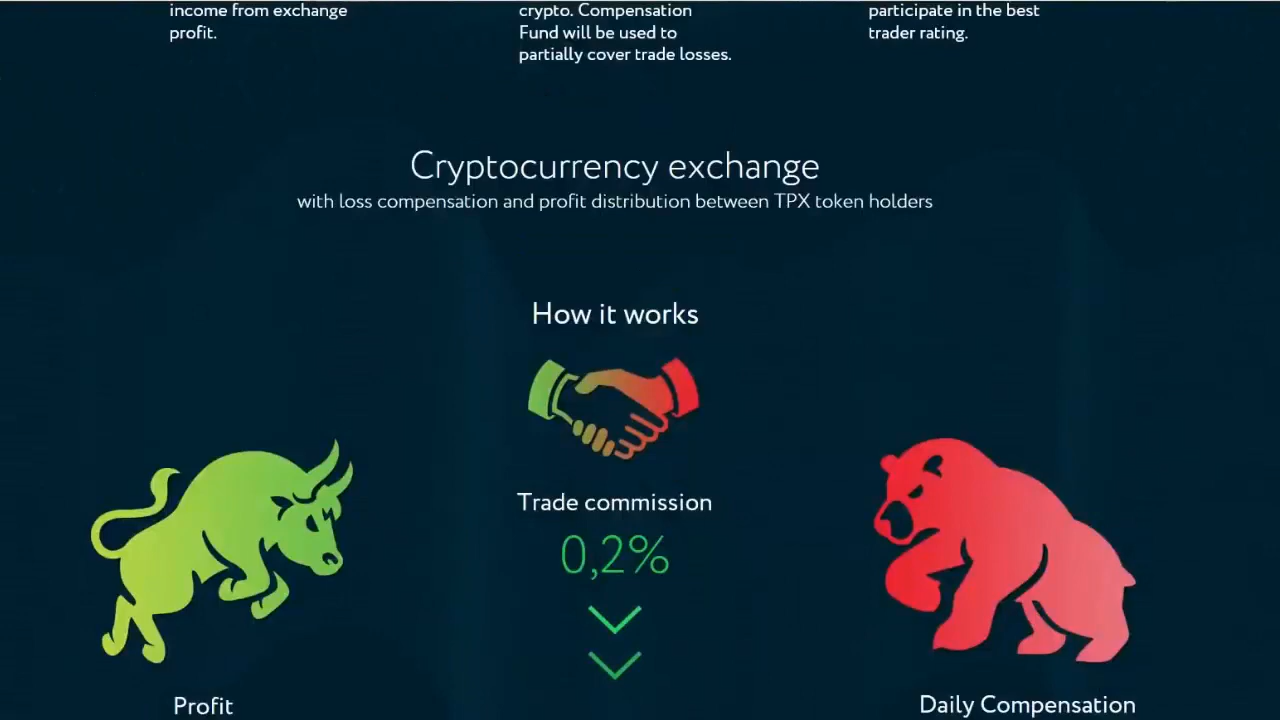 income from exchange
profit.
crypto. Compensation
Fund will be used to
partially cover trade losses.
participate in the best
trader rating.
Cryptocurrency exchange
with loss compensation and profit distribution between TPX token holders
How it works
Trade commission
0,2%
Profit
Daily Compensation